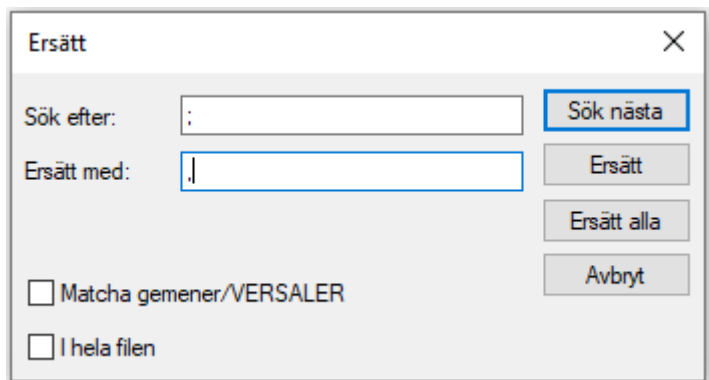 Ersätt
Sök efter: ; Sök nästa
Ersätt med: , Ersätt
Ersätt alla
Avbryt
Matcha gemener/VERSALER
I hela filen